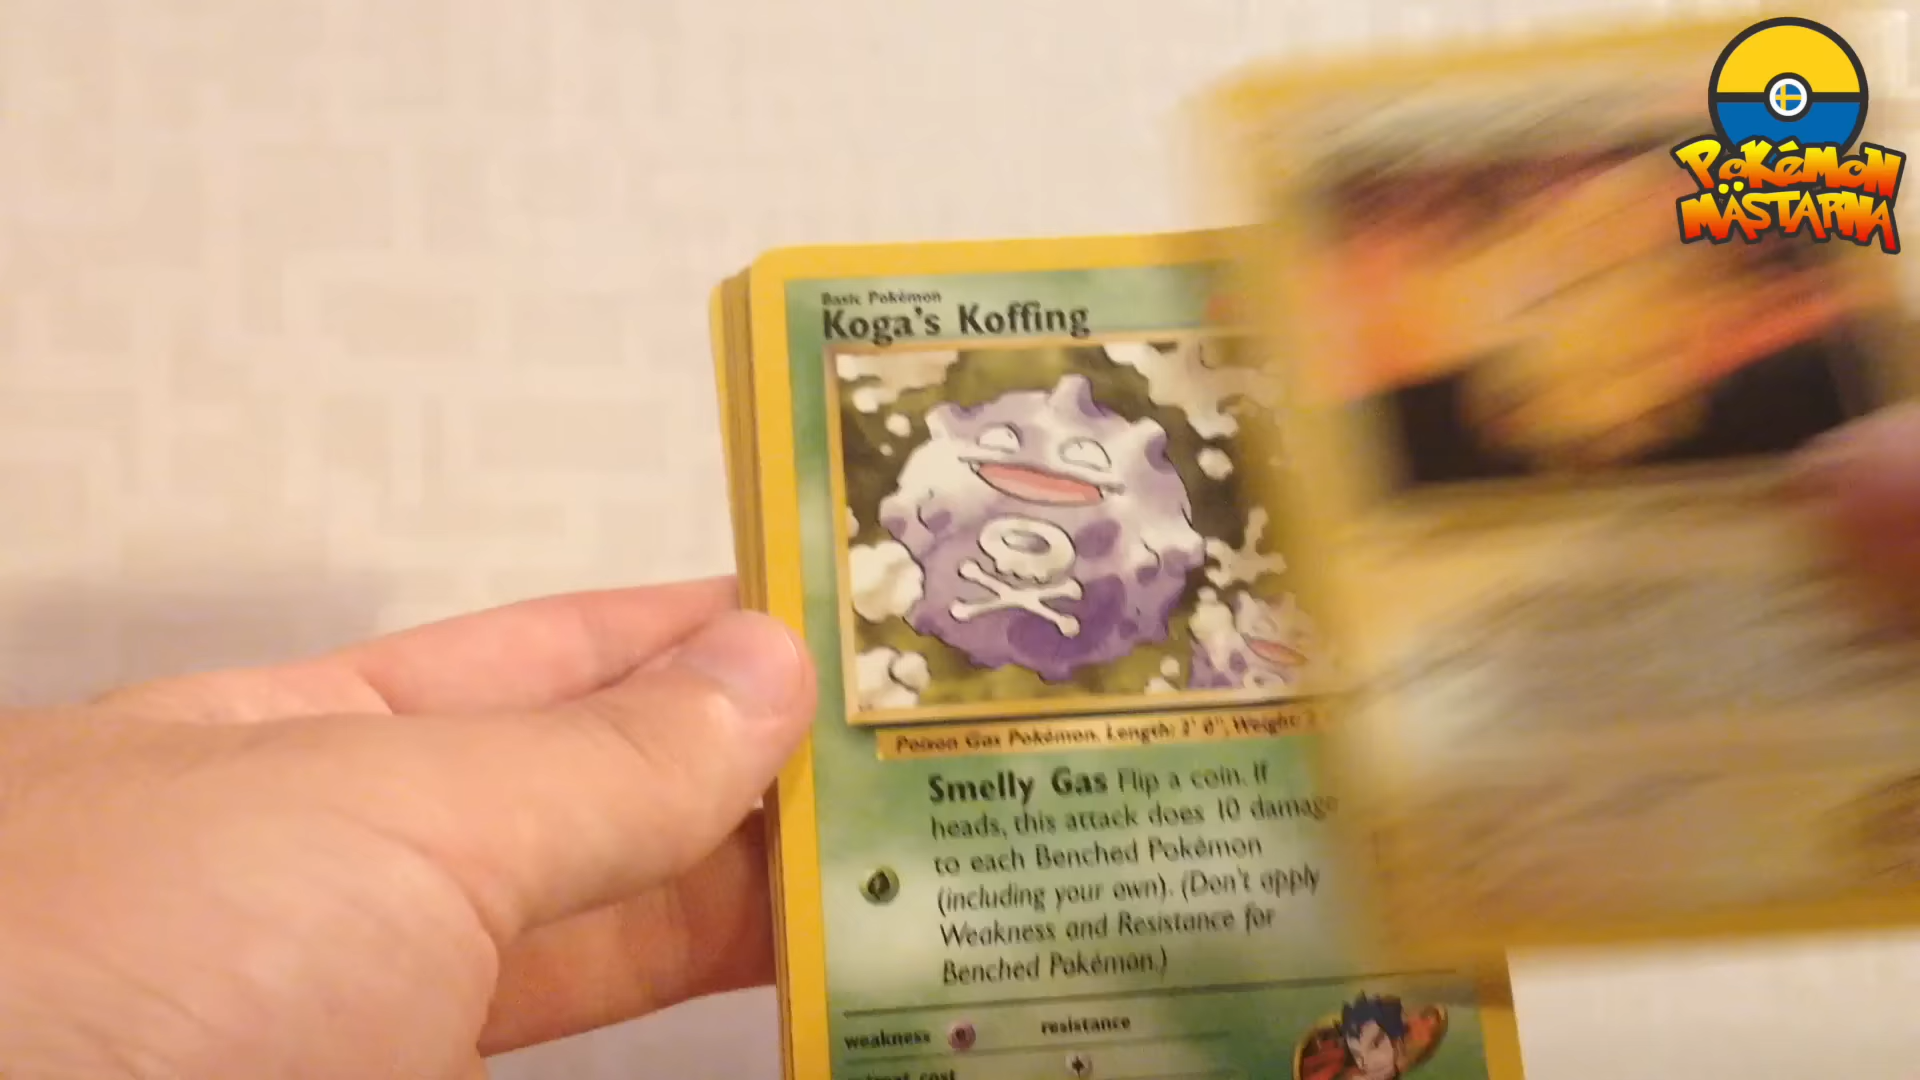 POKÉMON
MÄSTARNA
Basic Pokémon
Koga's Koffing
Poison Gas Pokémon. Length: 2' 0", Weight:
Smelly Gas Flip a coin. If
heads, this attack does 10 damage
to each Benched Pokémon
(including your own). (Don't apply
Weakness and Resistance for
Benched Pokémon.)
weakness resistance
retreat cost